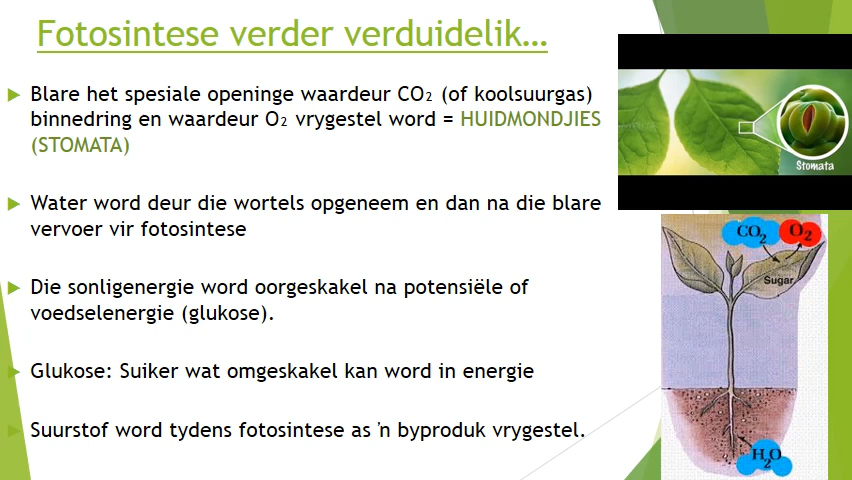 Fotosintese verder verduidelik…
Blare het spesiale openinge waardeur CO₂ (of koolsuurgas)
binnedring en waardeur O₂ vrygestel word = HUIDMONDJIES
(STOMATA)
Water word deur die wortels opgeneem en dan na die blare
vervoer vir fotosintese
Die sonligenergie word oorgeskakel na potensiële of
voedselenergie (glukose).
Glukose: Suiker wat omgeskakel kan word in energie
Suurstof word tydens fotosintese as 'n byproduk vrygestel.
Stomata
CO₂ O₂
Sugar
H₂O